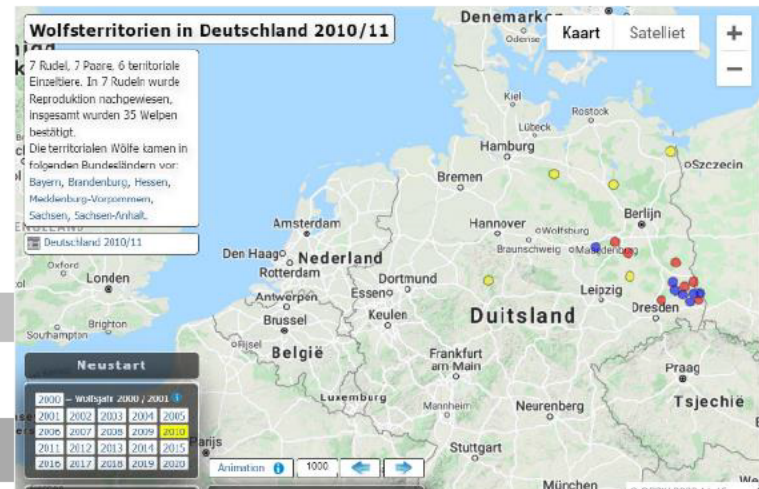 Wolfsterritorien in Deutschland 2010/11
7 Rudel, 7 Paare, 6 territoriale
Einzeltiere. In 7 Rudeln wurde
Reproduktion nachgewiesen,
insgesamt wurden 35 Welpen
bestätigt.
Die territorialen Wölfe kamen in
folgenden Bundesländern vor:
Bayern, Brandenburg, Hessen,
Mecklenburg-Vorpommern,
Sachsen, Sachsen-Anhalt.
Deutschland 2010/11
Kaart Satelliet
+
−
Odense
Kiel
Rostock
Lübeck
Hamburg
Szczecin
Bremen
Berlijn
Amsterdam
Hannover
Wolfsburg
Braunschweig
Den Haag
Nederland
Oxford
Rotterdam
Dortmund
Londen
Essen
Leipzig
Antwerpen
Duitsland
Dresden
Brussel
Keulen
Brighton
Southampton
Rijsel
België
Frankfurt
am Main
Praag
Luxemburg
Mannheim
Neurenberg
Tsjechië
Parijs
Stuttgart
München
Neustart
2000 – Wolfsjahr 2000 / 2001
2001 2002 2003 2004 2005
2006 2007 2008 2009 2010
2011 2012 2013 2014 2015
2016 2017 2018 2019 2020
Animation 1000